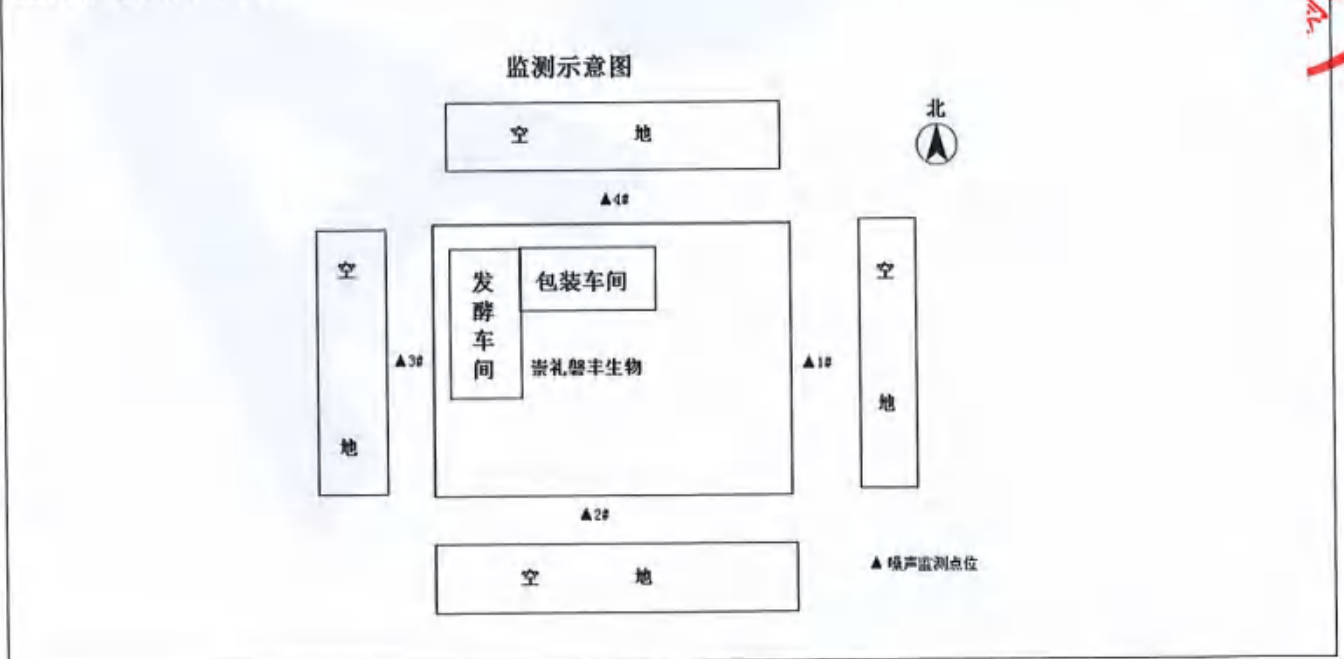 监测示意图
北
空 地
▲4#
空 地
发酵车间
包装车间
空 地
▲3#
崇礼磐丰生物
▲1#
▲2#
空 地
▲ 噪声监测点位